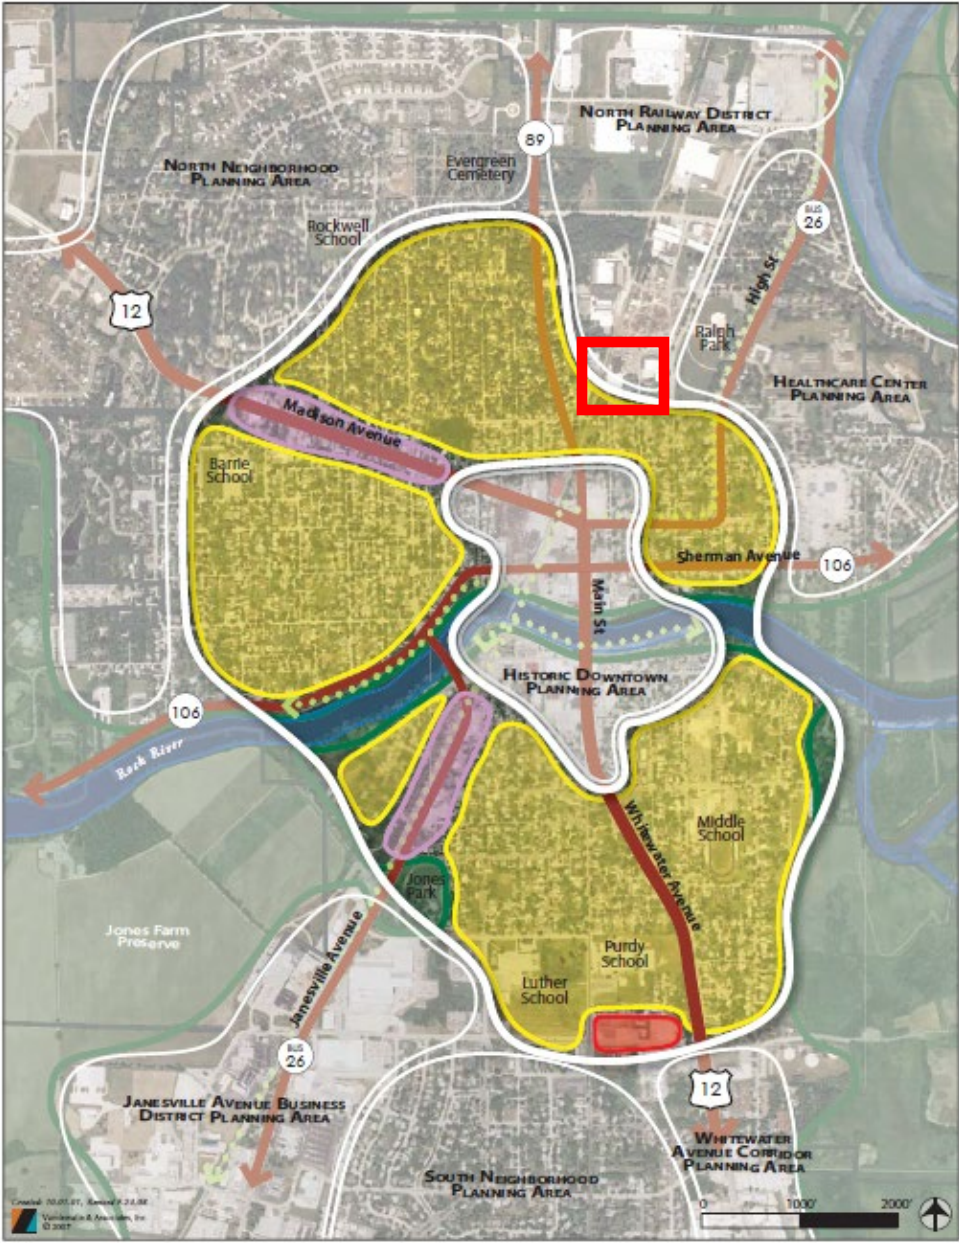 NORTH RAILWAY DISTRICT
PLANNING AREA
89
Evergreen
Cemetery
NORTH NEIGHBORHOOD
PLANNING AREA
BUS
26
Rockwell
School
High St
12
Ralph
Park
HEALTHCARE CENTER
PLANNING AREA
Madison Avenue
Barrie
School
Sherman Avenue
106
Main St
HISTORIC DOWNTOWN
PLANNING AREA
106
Rock River
Whitewater Avenue
Middle
School
Jones
Park
Jones Farm
Preserve
Purdy
School
Luther
School
Janesville Avenue
BUS
26
12
JANESVILLE AVENUE BUSINESS
DISTRICT PLANNING AREA
WHITEWATER
AVENUE CORRIDOR
PLANNING AREA
SOUTH NEIGHBORHOOD
PLANNING AREA
0 1000' 2000'
Vandewalle & Associates, Inc.
© 2007